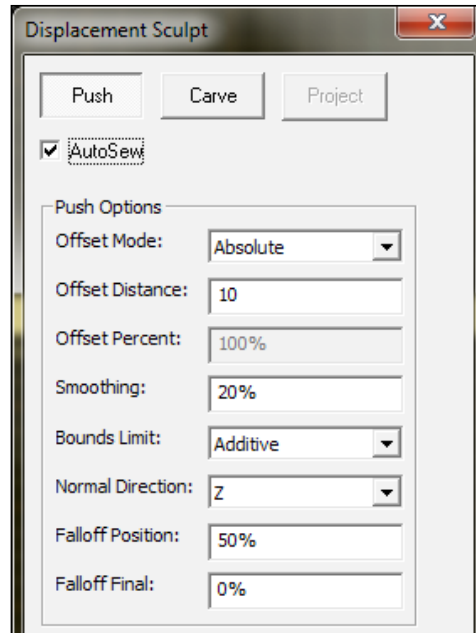 Displacement Sculpt
Push Carve Project
AutoSew
Push Options
Offset Mode: Absolute
Offset Distance: 10
Offset Percent: 100%
Smoothing: 20%
Bounds Limit: Additive
Normal Direction: Z
Falloff Position: 50%
Falloff Final: 0%